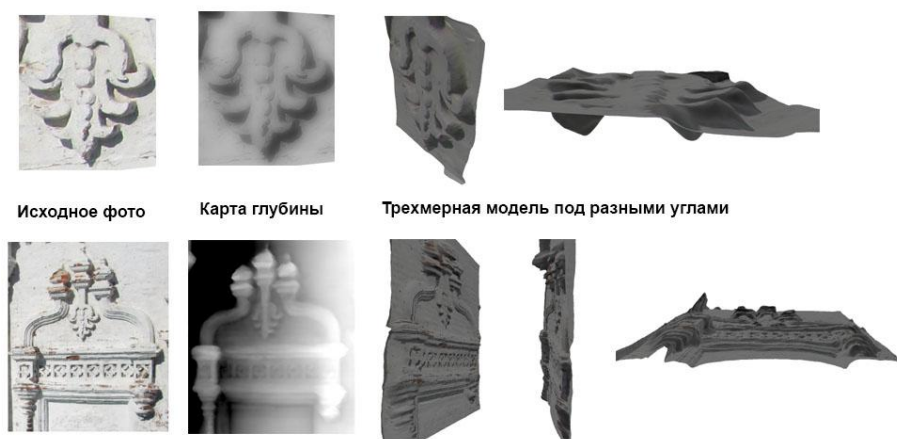 Исходное фото
Карта глубины
Трехмерная модель под разными углами